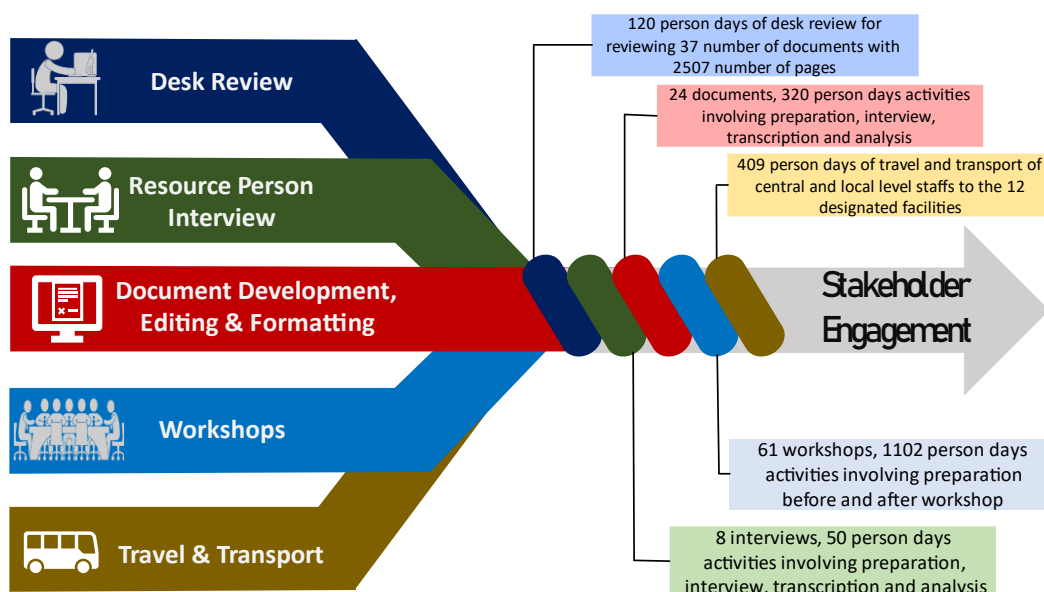 120 person days of desk review for
reviewing 37 number of documents with
2507 number of pages
Desk Review
24 documents, 320 person days activities
involving preparation, interview,
transcription and analysis
409 person days of travel and transport of
central and local level staffs to the 12
designated facilities
Resource Person
Interview
Document Development,
Editing & Formatting
Stakeholder
Engagement
Workshops
61 workshops, 1102 person days
activities involving preparation
before and after workshop
Travel & Transport
8 interviews, 50 person days
activities involving preparation,
interview, transcription and analysis